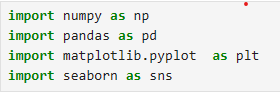 import numpy as np
import pandas as pd
import matplotlib.pyplot  as plt
import seaborn as sns